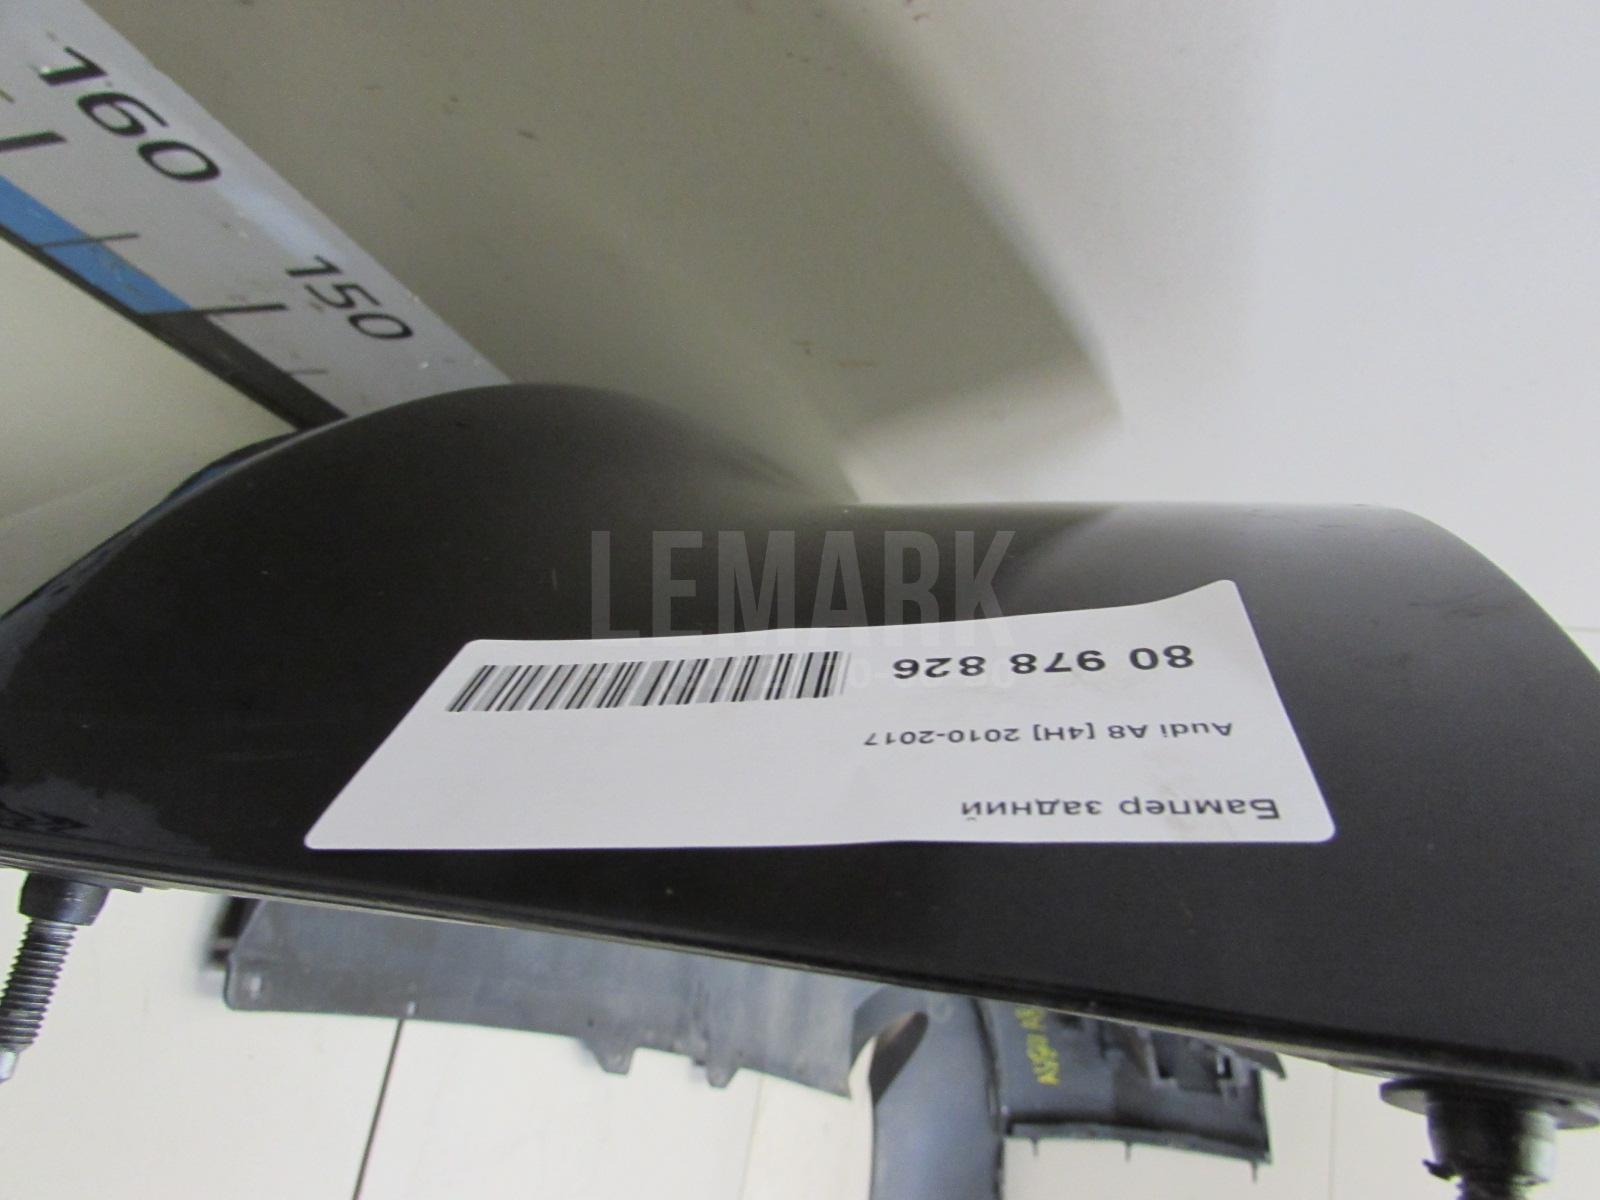 160
150
LEMARK
Бампер задний
Audi A8 [4H] 2010-2017
80 978 826